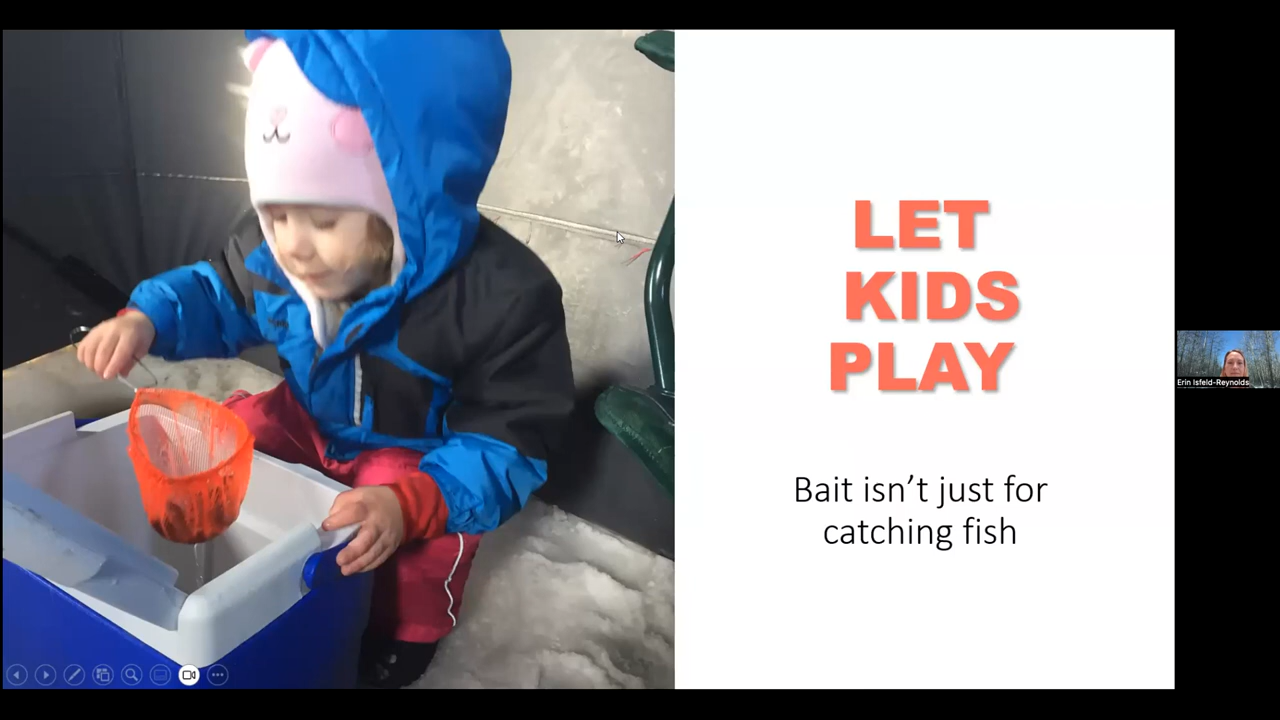 LET
KIDS
PLAY
Bait isn't just for
catching fish
Erin Isfeld-Reynolds